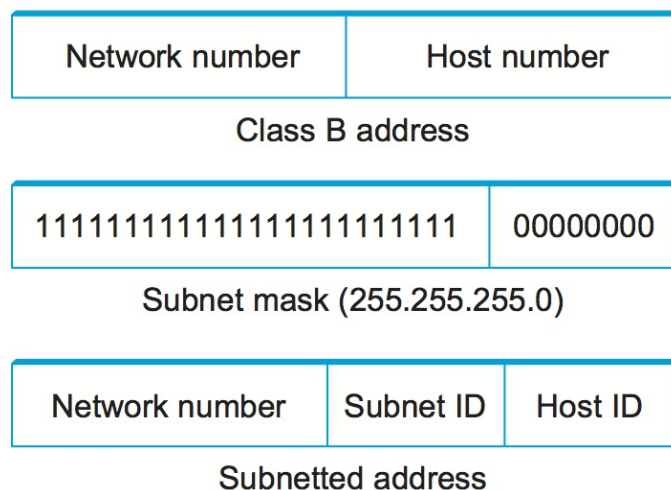 Network number Host number
Class B address
111111111111111111111111 00000000
Subnet mask (255.255.255.0)
Network number Subnet ID Host ID
Subnetted address